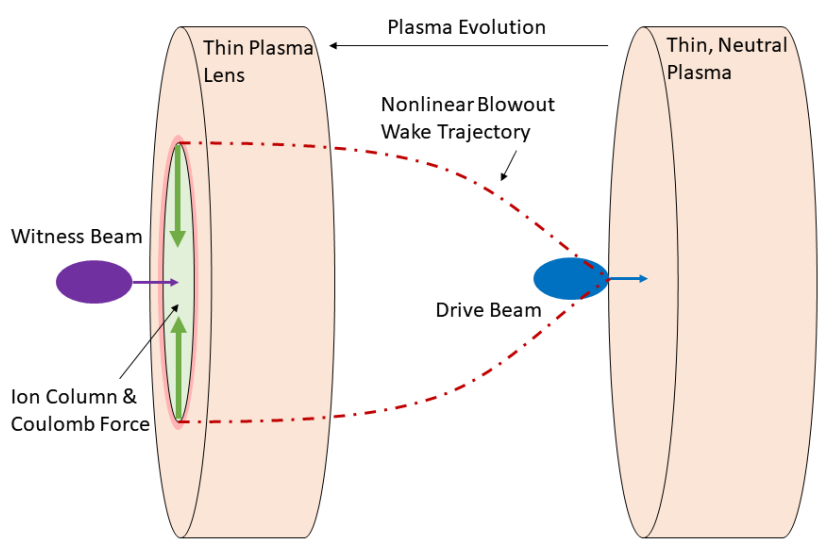 Plasma Evolution
Thin Plasma
Lens
Thin, Neutral
Plasma
Nonlinear Blowout
Wake Trajectory
Witness Beam
Drive Beam
Ion Column &
Coulomb Force